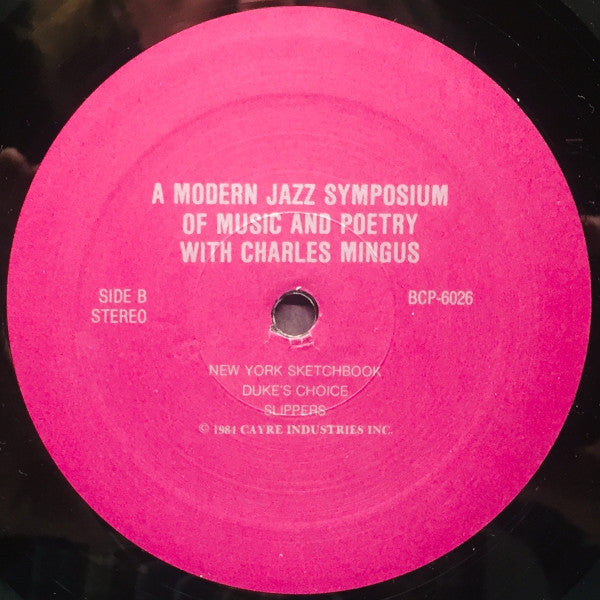 A MODERN JAZZ SYMPOSIUM
OF MUSIC AND POETRY
WITH CHARLES MINGUS
SIDE B
STEREO
BCP-6026
NEW YORK SKETCHBOOK
DUKE'S CHOICE
SLIPPERS
© 1984 CAYRE INDUSTRIES INC.